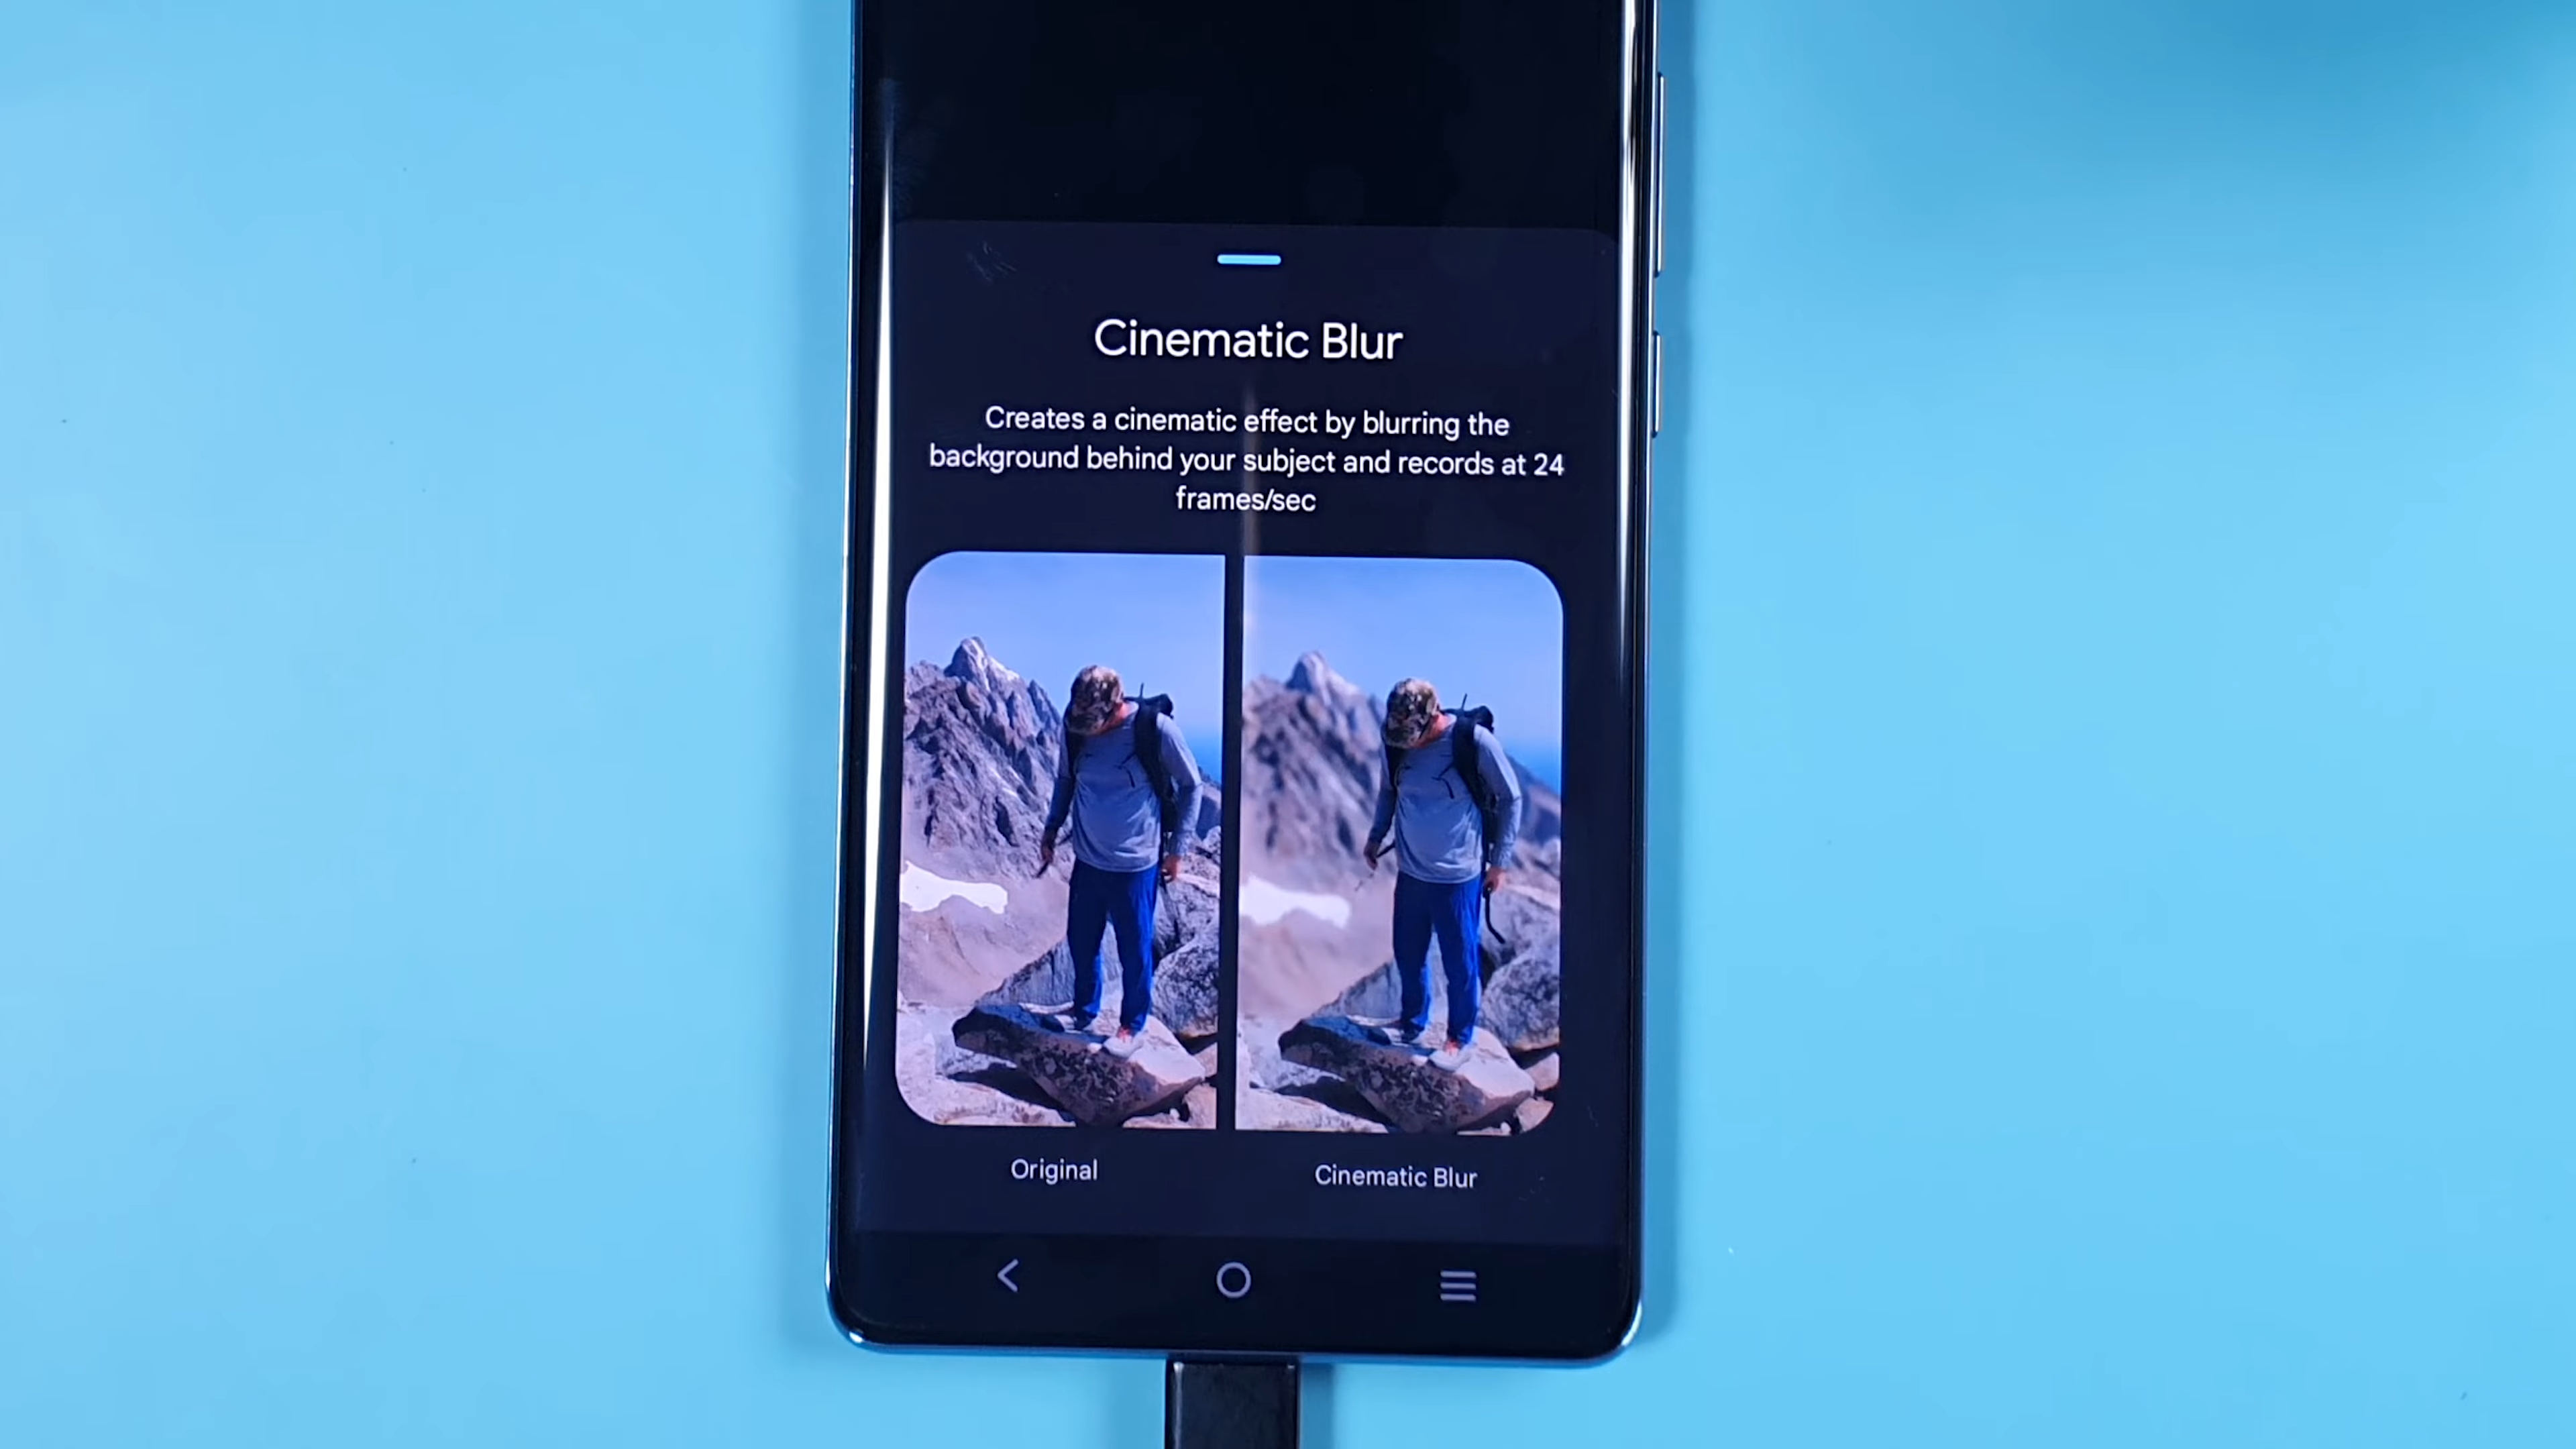 Cinematic Blur
Creates a cinematic effect by blurring the
background behind your subject and records at 24
frames/sec
Original
Cinematic Blur